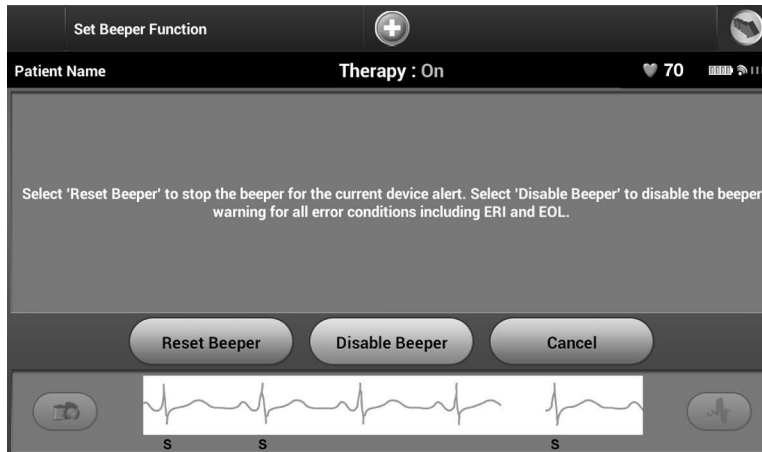 Set Beeper Function
Patient Name
Therapy : On
70
Select 'Reset Beeper' to stop the beeper for the current device alert. Select 'Disable Beeper' to disable the beeper
warning for all error conditions including ERI and EOL.
Reset Beeper
Disable Beeper
Cancel
S
S
S